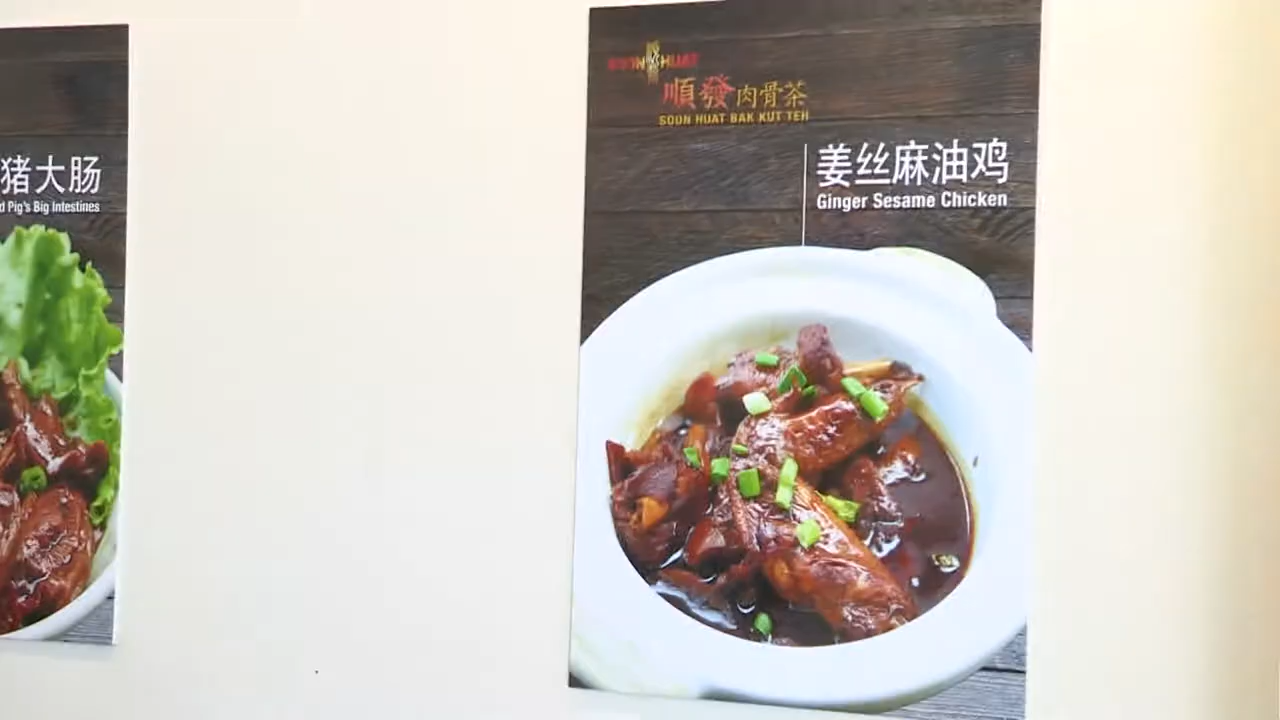 猪大肠
Pig's Big Intestines
SOON HUAT
順發肉骨茶
SOON HUAT BAK KUT TEH
姜丝麻油鸡
Ginger Sesame Chicken